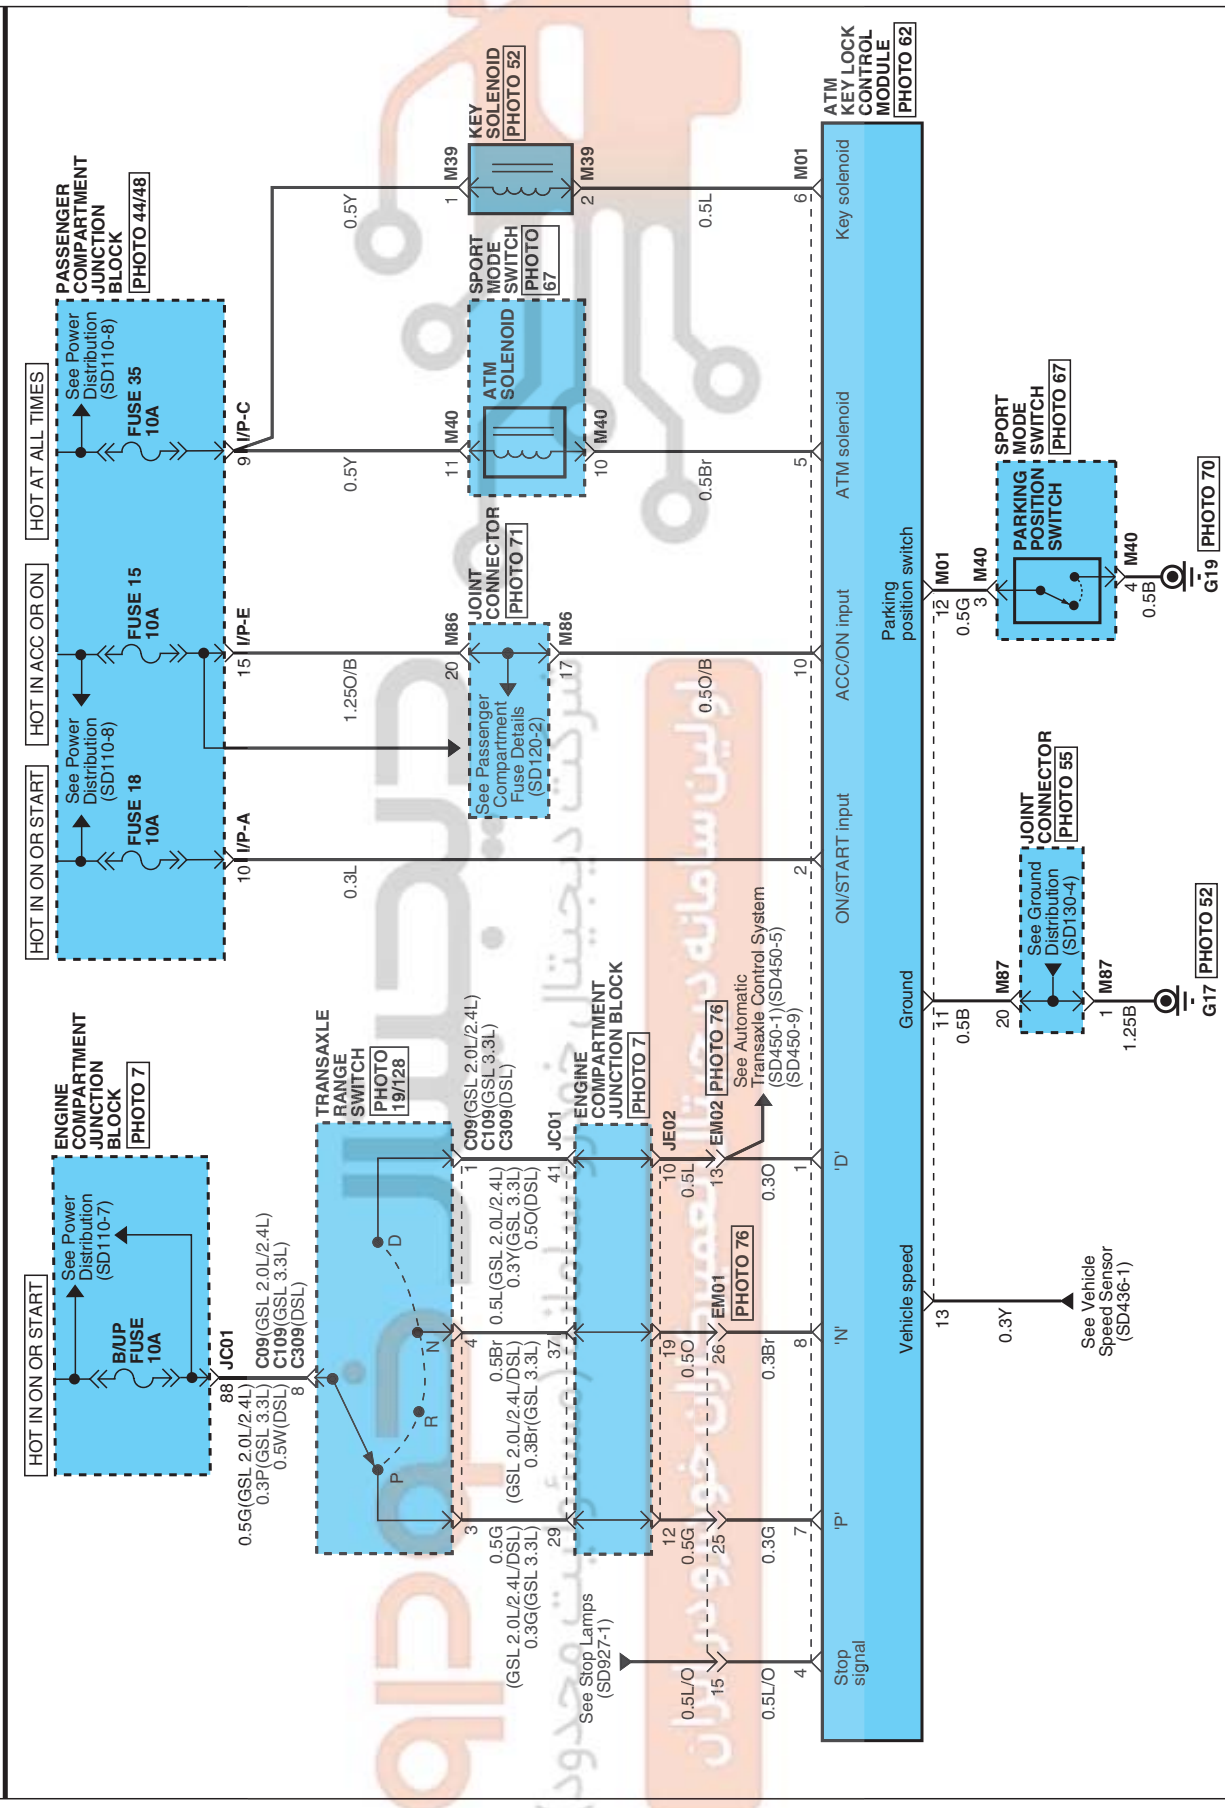 HOT IN ON OR START
ENGINE
COMPARTMENT
JUNCTION
BLOCK
PHOTO 7
See Power
Distribution
(SD110-7)
B/UP
FUSE
10A
88
JC01
0.5G(GSL 2.0L/2.4L)
0.3P(GSL 3.3L)
0.5W(DSL)
C09(GSL 2.0L/2.4L)
C109(GSL 3.3L)
C309(DSL)
8
TRANSAXLE
RANGE
SWITCH
PHOTO
19/128
P
R
N
D
3
4
1
C09(GSL 2.0L/2.4L)
C109(GSL 3.3L)
C309(DSL)
0.5G
(GSL 2.0L/2.4L/DSL)
0.3G(GSL 3.3L)
0.5Br
(GSL 2.0L/2.4L/DSL)
0.3Br(GSL 3.3L)
0.5L(GSL 2.0L/2.4L)
0.3Y(GSL 3.3L)
0.5O(DSL)
29
37
41
JC01
ENGINE
COMPARTMENT
JUNCTION BLOCK
PHOTO 7
12
19
10
JE02
0.5G
0.5O
0.5L
See Stop Lamps
(SD927-1)
0.5L/O
15
25
26
EM01
PHOTO 76
13
EM02
PHOTO 76
See Automatic
Transaxle Control System
(SD450-1)(SD450-5)
(SD450-9)
0.5L/O
0.3G
0.3Br
0.3O
4
7
8
1
HOT IN ON OR START
HOT IN ACC OR ON
HOT AT ALL TIMES
PASSENGER
COMPARTMENT
JUNCTION
BLOCK
PHOTO 44/48
See Power
Distribution
(SD110-8)
FUSE 18
10A
FUSE 15
10A
See Power
Distribution
(SD110-8)
FUSE 35
10A
10
I/P-A
15
I/P-E
9
I/P-C
0.3L
1.25O/B
0.5Y
0.5Y
20
M86
JOINT
CONNECTOR
PHOTO 71
See Passenger
Compartment
Fuse Details
(SD120-2)
17
M86
0.5O/B
11
M40
SPORT
MODE
SWITCH
PHOTO
67
ATM
SOLENOID
10
M40
0.5Br
1
M39
KEY
SOLENOID
PHOTO 52
2
M39
0.5L
2
10
5
6
M01
ATM
KEY LOCK
CONTROL
MODULE
PHOTO 62
Stop
signal
'P'
'N'
'D'
ON/START input
ACC/ON input
ATM solenoid
Key solenoid
Vehicle speed
Ground
Parking
position switch
13
0.3Y
See Vehicle
Speed Sensor
(SD436-1)
11
0.5B
20
M87
JOINT
CONNECTOR
PHOTO 55
See Ground
Distribution
(SD130-4)
1
M87
1.25B
G17
PHOTO 52
12
M01
0.5G
3
M40
SPORT
MODE
SWITCH
PHOTO 67
PARKING
POSITION
SWITCH
4
M40
0.5B
G19
PHOTO 70
اولین سامانه دیجیتال تعمیرکاران خودرو در ایران